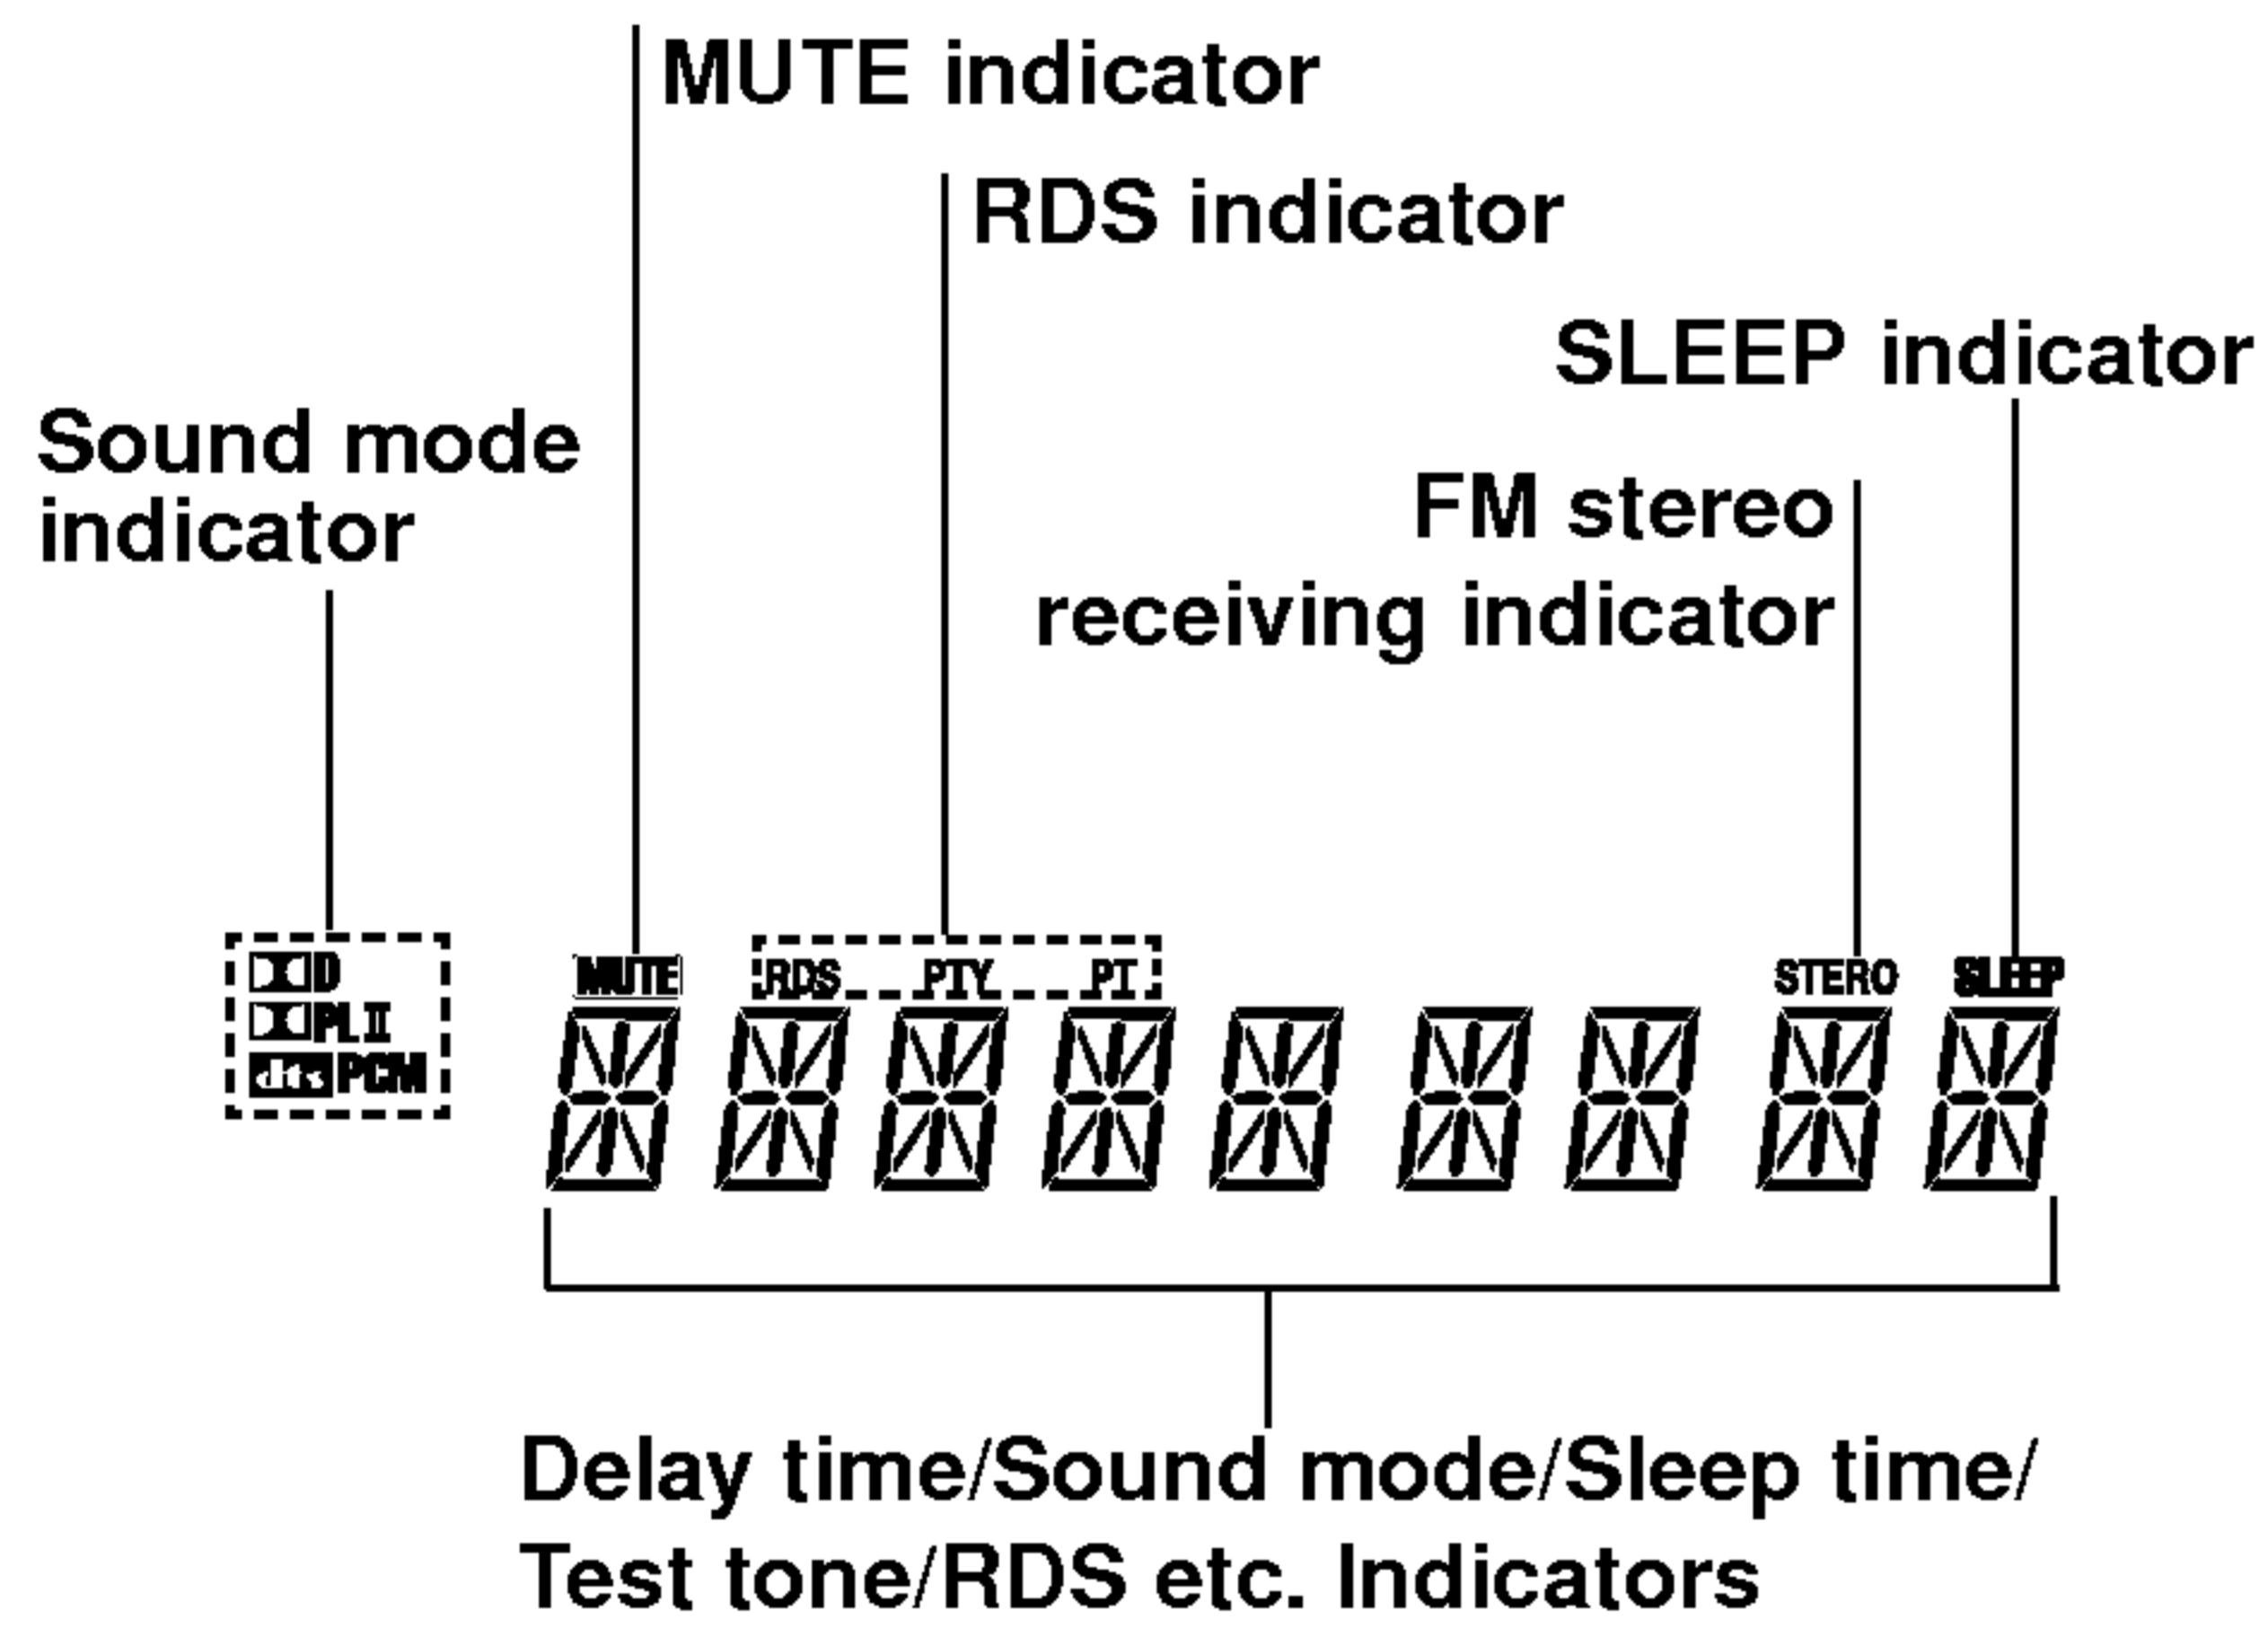 MUTE indicator
RDS indicator
SLEEP indicator
Sound mode
indicator
FM stereo
receiving indicator
D
PL II
dts PCM
MUTE
RDS PTY PI
STERO
SLEEP
Delay time/Sound mode/Sleep time/
Test tone/RDS etc. Indicators